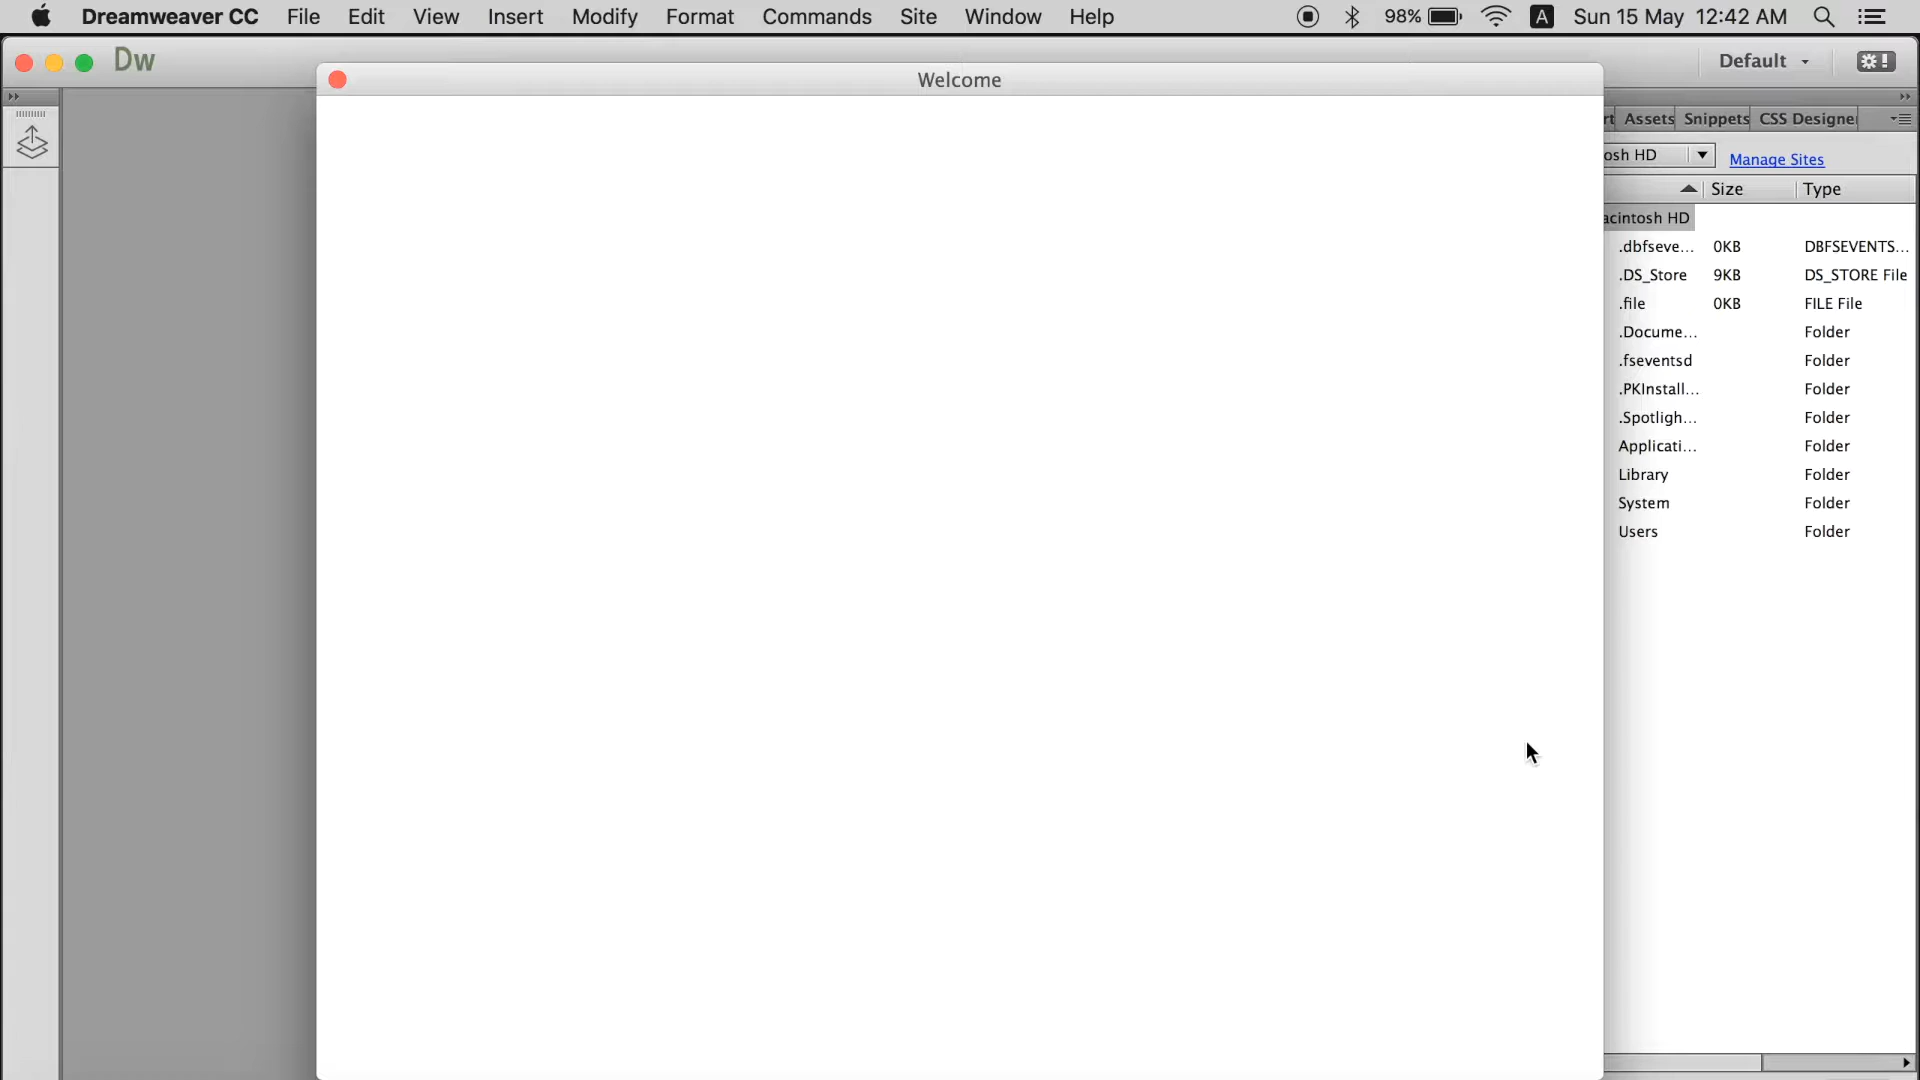 Dreamweaver CC File Edit View Insert Modify Format Commands Site Window Help 98% A Sun 15 May 12:42 AM
Dw Default
Welcome
rt Assets Snippets CSS Designe
osh HD Manage Sites
Size Type
acintosh HD
.dbfseve... 0KB DBFSEVENTS...
.DS_Store 9KB DS_STORE File
.file 0KB FILE File
.Docume... Folder
.fseventsd Folder
.PKInstall... Folder
.Spotligh... Folder
Applicati... Folder
Library Folder
System Folder
Users Folder